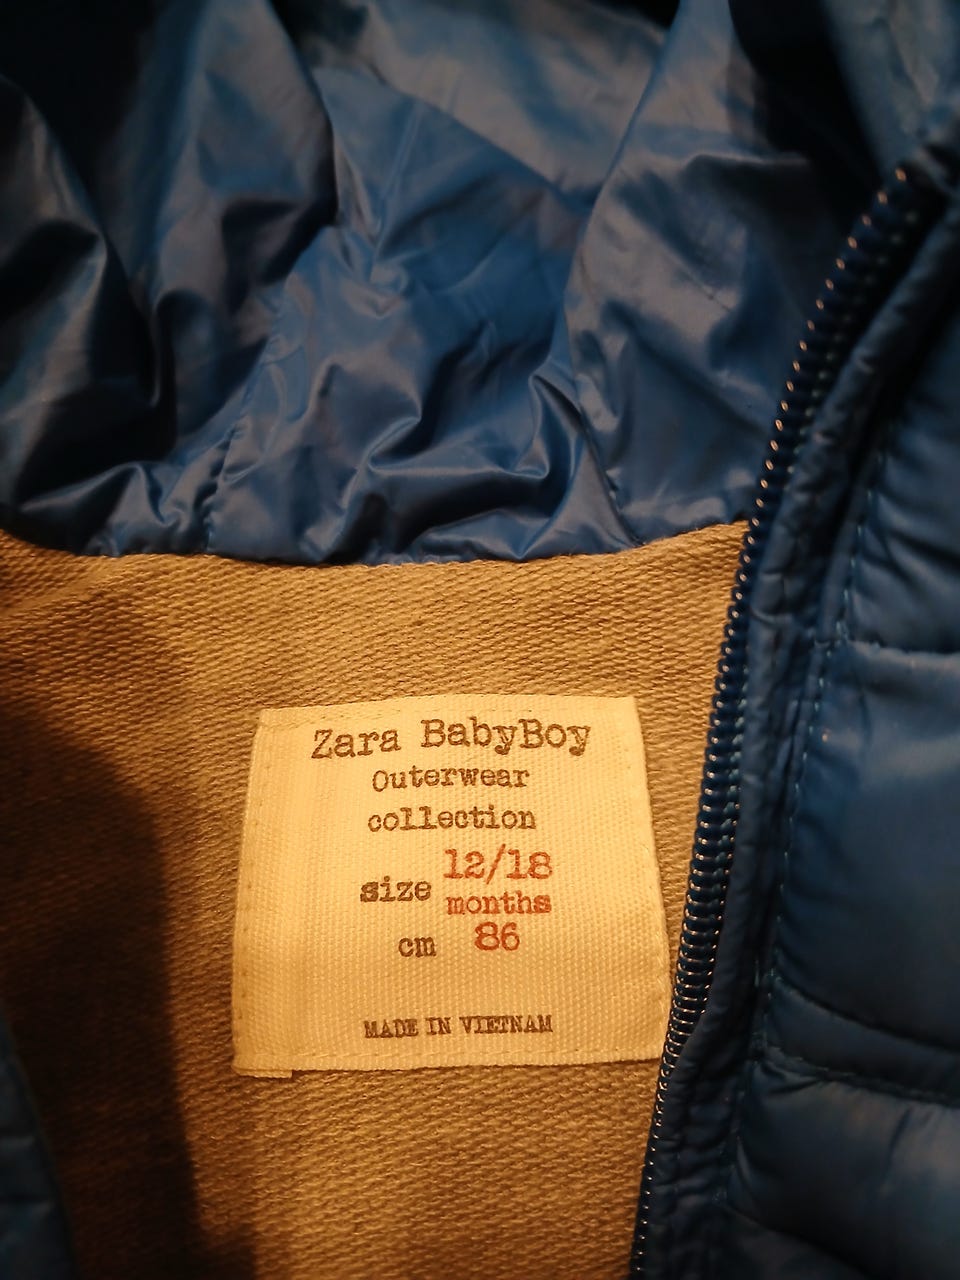 Zara BabyBoy
Outerwear
collection
size 12/18
months
cm 86
MADE IN VIETNAM